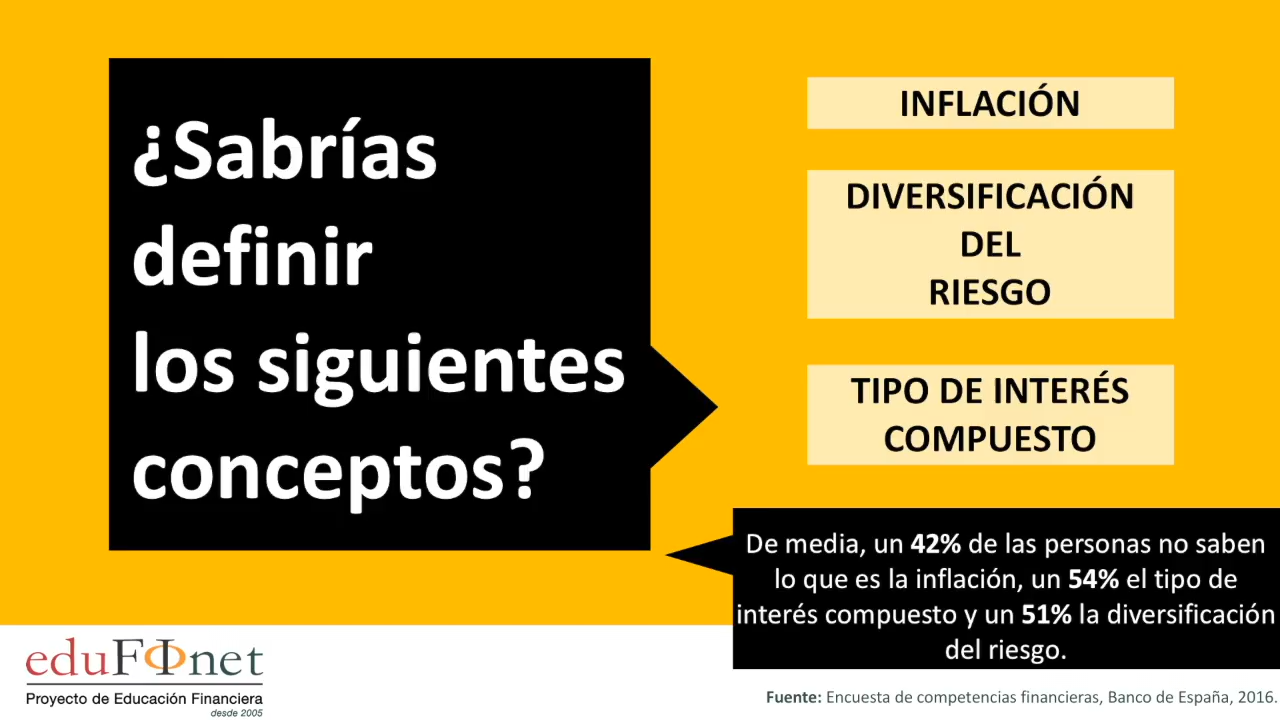 ¿Sabrías
definir
los siguientes
conceptos?
INFLACIÓN
DIVERSIFICACIÓN
DEL
RIESGO
TIPO DE INTERÉS
COMPUESTO
De media, un 42% de las personas no saben
lo que es la inflación, un 54% el tipo de
interés compuesto y un 51% la diversificación
del riesgo.
eduFInet
Proyecto de Educación Financiera
desde 2005
Fuente: Encuesta de competencias financieras, Banco de España, 2016.